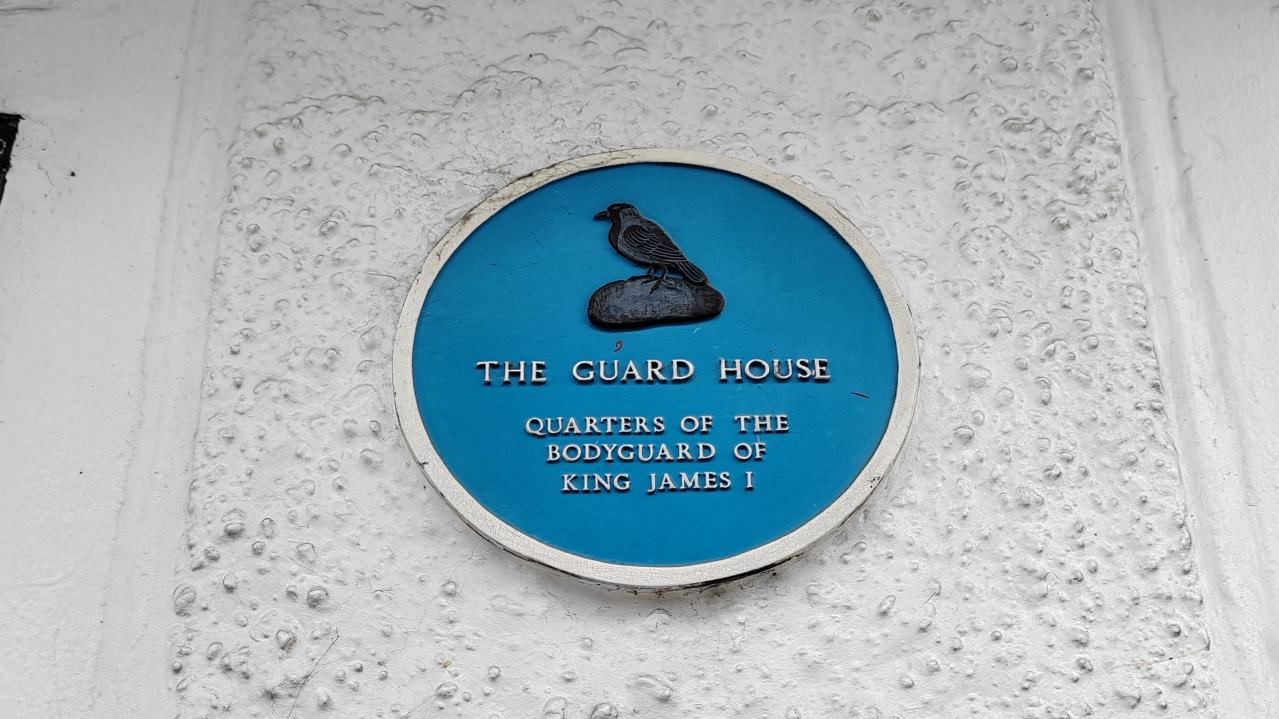 THE GUARD HOUSE
QUARTERS OF THE
BODYGUARD OF
KING JAMES I